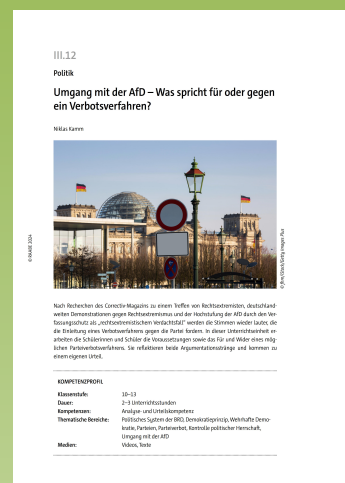 III.12
Politik
Umgang mit der AfD – Was spricht für oder gegen
ein Verbotsverfahren?
Niklas Kamm
© RAABE 2024
Nach Recherchen des Correctiv-Magazins zu einem Treffen von Rechtsextremisten, deutschland-
weiten Demonstrationen gegen Rechtsextremismus und der Hochstufung der AfD durch den Ver-
fassungsschutz als „rechtsextremistischen Verdachtsfall“ werden die Stimmen wieder lauter, die
die Einleitung eines Verbotsverfahrens gegen die Partei fordern. In dieser Unterrichtseinheit er-
arbeiten die Schülerinnen und Schüler die Voraussetzungen sowie das Für und Wider eines mög-
lichen Parteiverbotsverfahrens. Sie reflektieren beide Argumentationsstränge und kommen zu
einem eigenen Urteil.
KOMPETENZPROFIL
Klassenstufe: 10–13
Dauer: 2–3 Unterrichtsstunden
Kompetenzen: Analyse- und Urteilskompetenz
Thematische Bereiche: Politisches System der BRD, Demokratieprinzip, Wehrhafte Demo-
kratie, Parteien, Parteiverbot, Kontrolle politischer Herrschaft,
Umgang mit der AfD
Medien: Videos, Texte